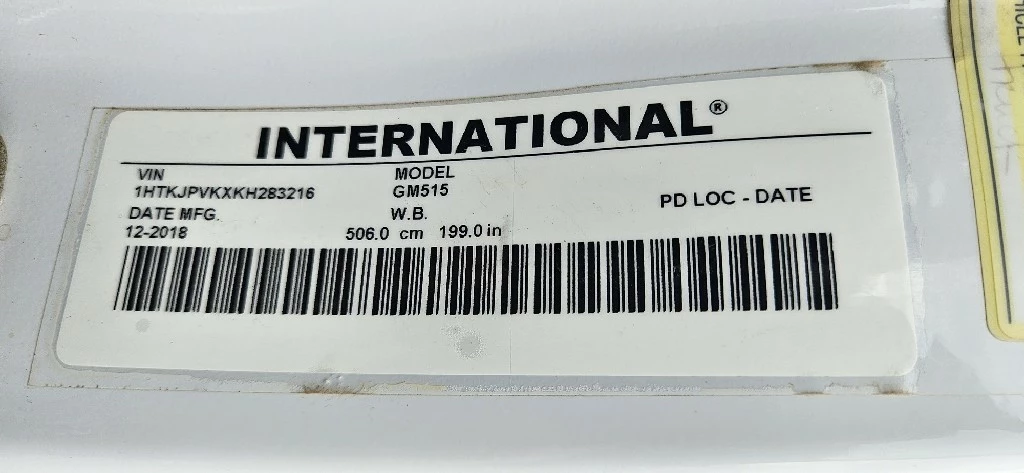 INTERNATIONAL®
VIN MODEL
1HTKJPVKXKH283216 GM515
PD LOC - DATE
DATE MFG. W.B.
12-2018 506.0 cm 199.0 in